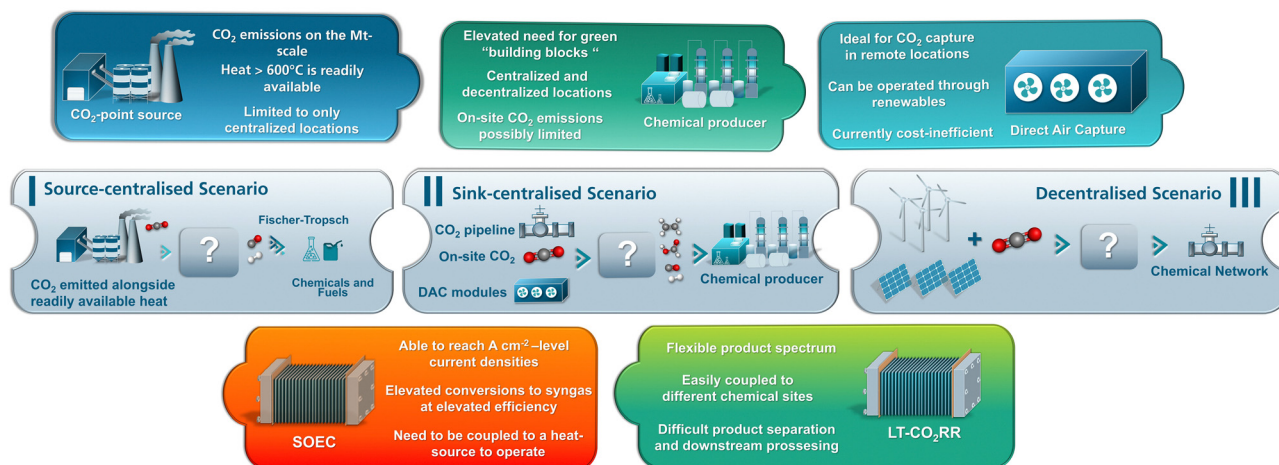 CO₂ emissions on the Mt-
scale
Heat > 600°C is readily
available
Limited to only
centralized locations
CO₂-point source
Elevated need for green
“building blocks “
Centralized and
decentralized locations
On-site CO₂ emissions
possibly limited
Chemical producer
Ideal for CO₂ capture
in remote locations
Can be operated through
renewables
Currently cost-inefficient
Direct Air Capture
I Source-centralised Scenario
Fischer-Tropsch
?
CO₂ emitted alongside
readily available heat
Chemicals and
Fuels
II Sink-centralised Scenario
CO₂ pipeline
On-site CO₂
DAC modules
?
Chemical producer
Decentralised Scenario III
+
?
Chemical Network
Able to reach A cm⁻² –level
current densities
Elevated conversions to syngas
at elevated efficiency
Need to be coupled to a heat-
source to operate
SOEC
Flexible product spectrum
Easily coupled to
different chemical sites
Difficult product separation
and downstream prossesing
LT-CO₂RR